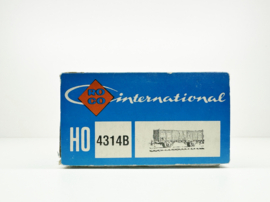 RO
CO
international
HO 4314B